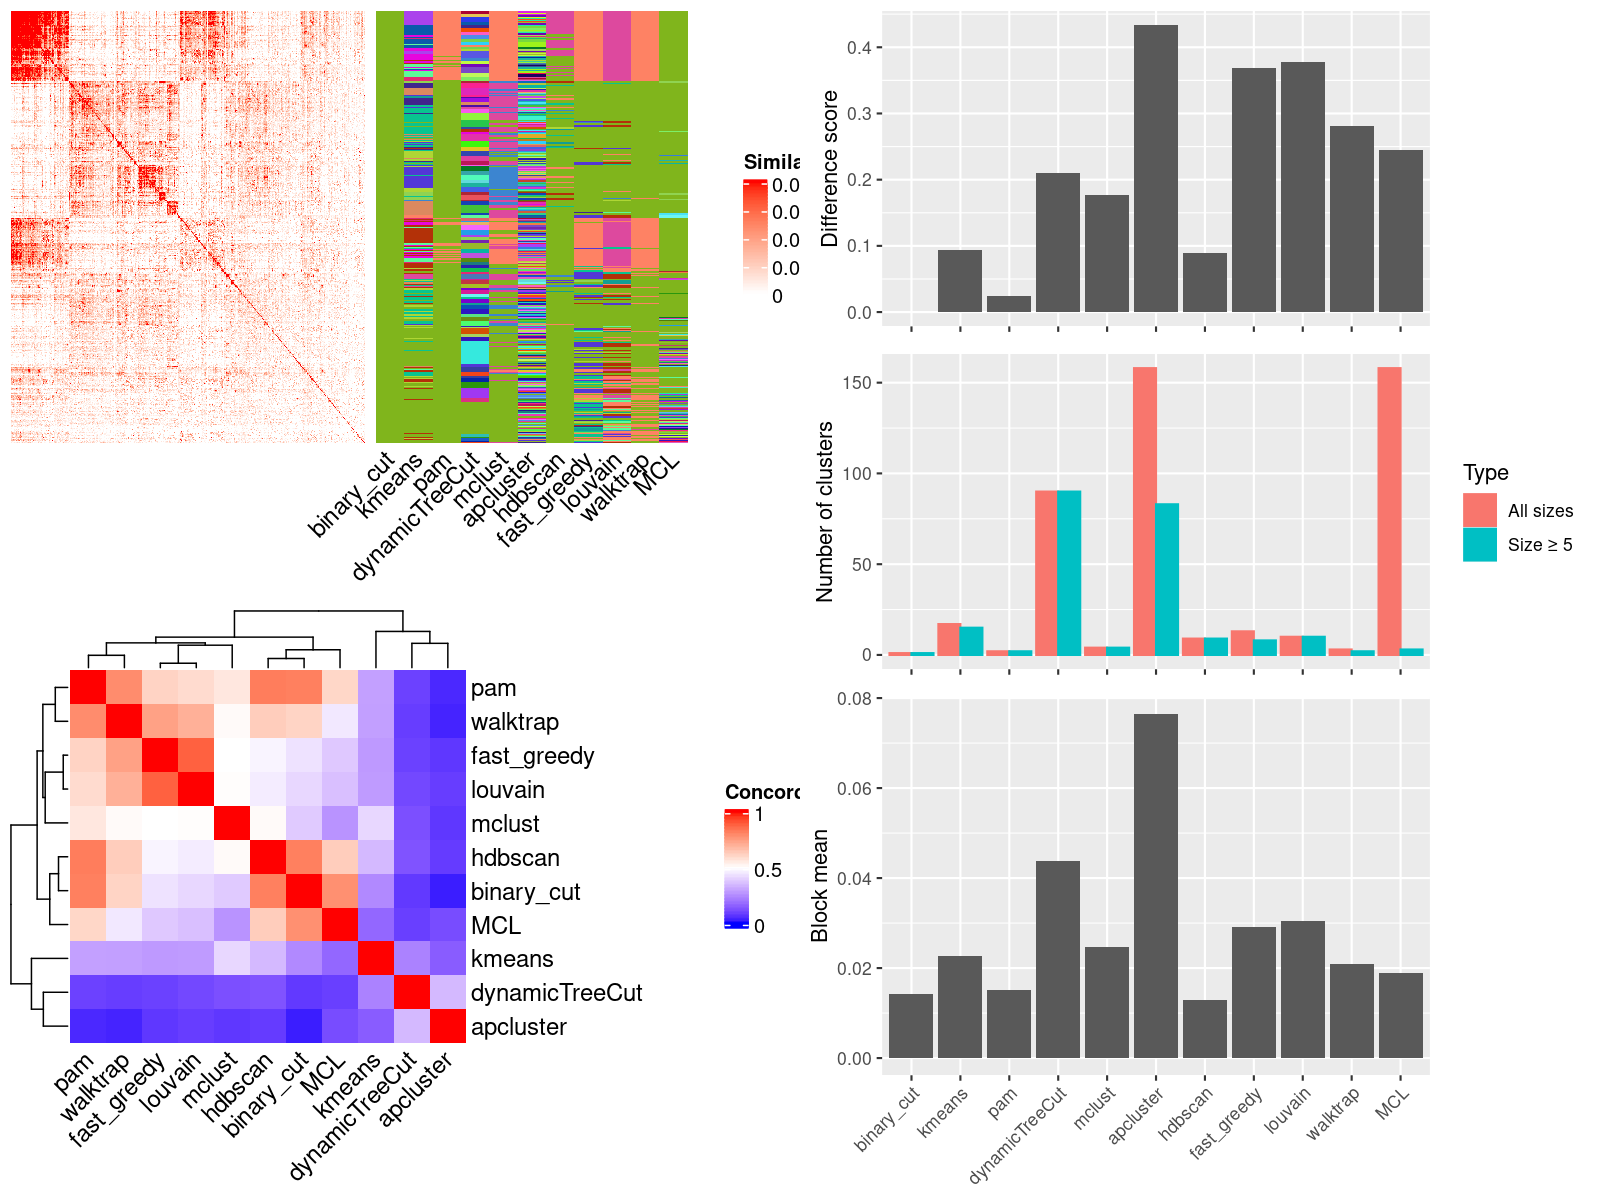 Simila
0.0
0.0
0.0
0.0
0
binary_cut
kmeans
pam
dynamicTreeCut
mclust
apcluster
hdbscan
fast_greedy
louvain
walktrap
MCL
pam
walktrap
fast_greedy
louvain
mclust
hdbscan
binary_cut
MCL
kmeans
dynamicTreeCut
apcluster
pam
walktrap
fast_greedy
louvain
mclust
hdbscan
binary_cut
MCL
kmeans
dynamicTreeCut
apcluster
Concord
1
0.5
0
Difference score
0.4
0.3
0.2
0.1
0.0
Number of clusters
150
100
50
0
Type
All sizes
Size ≥ 5
Block mean
0.08
0.06
0.04
0.02
0.00
binary_cut
kmeans
pam
dynamicTreeCut
mclust
apcluster
hdbscan
fast_greedy
louvain
walktrap
MCL